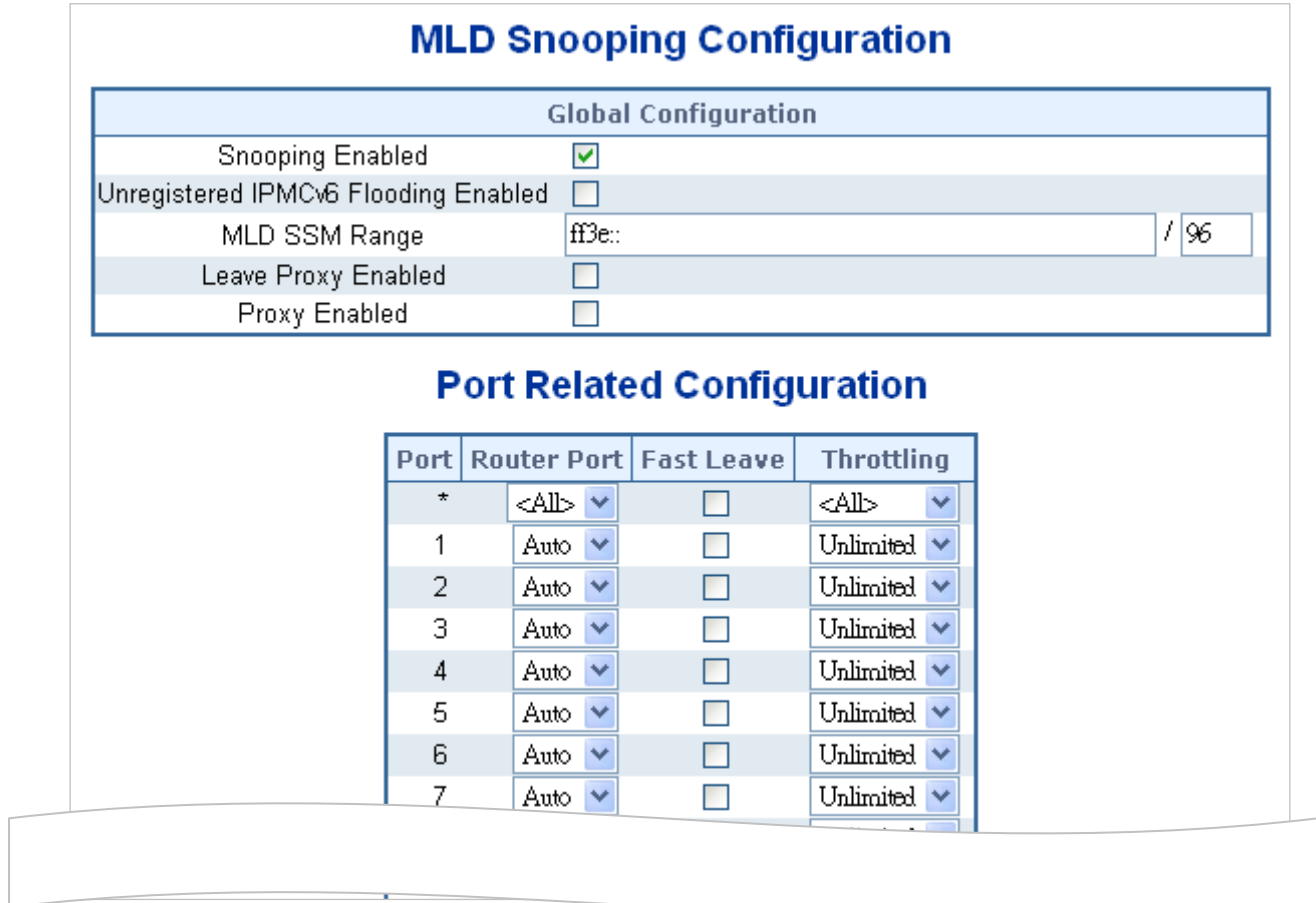 MLD Snooping Configuration
Global Configuration
Snooping Enabled
Unregistered IPMCv6 Flooding Enabled
MLD SSM Range ff3e:: / 96
Leave Proxy Enabled
Proxy Enabled
Port Related Configuration
Port Router Port Fast Leave Throttling
* <All> <All>
1 Auto Unlimited
2 Auto Unlimited
3 Auto Unlimited
4 Auto Unlimited
5 Auto Unlimited
6 Auto Unlimited
7 Auto Unlimited